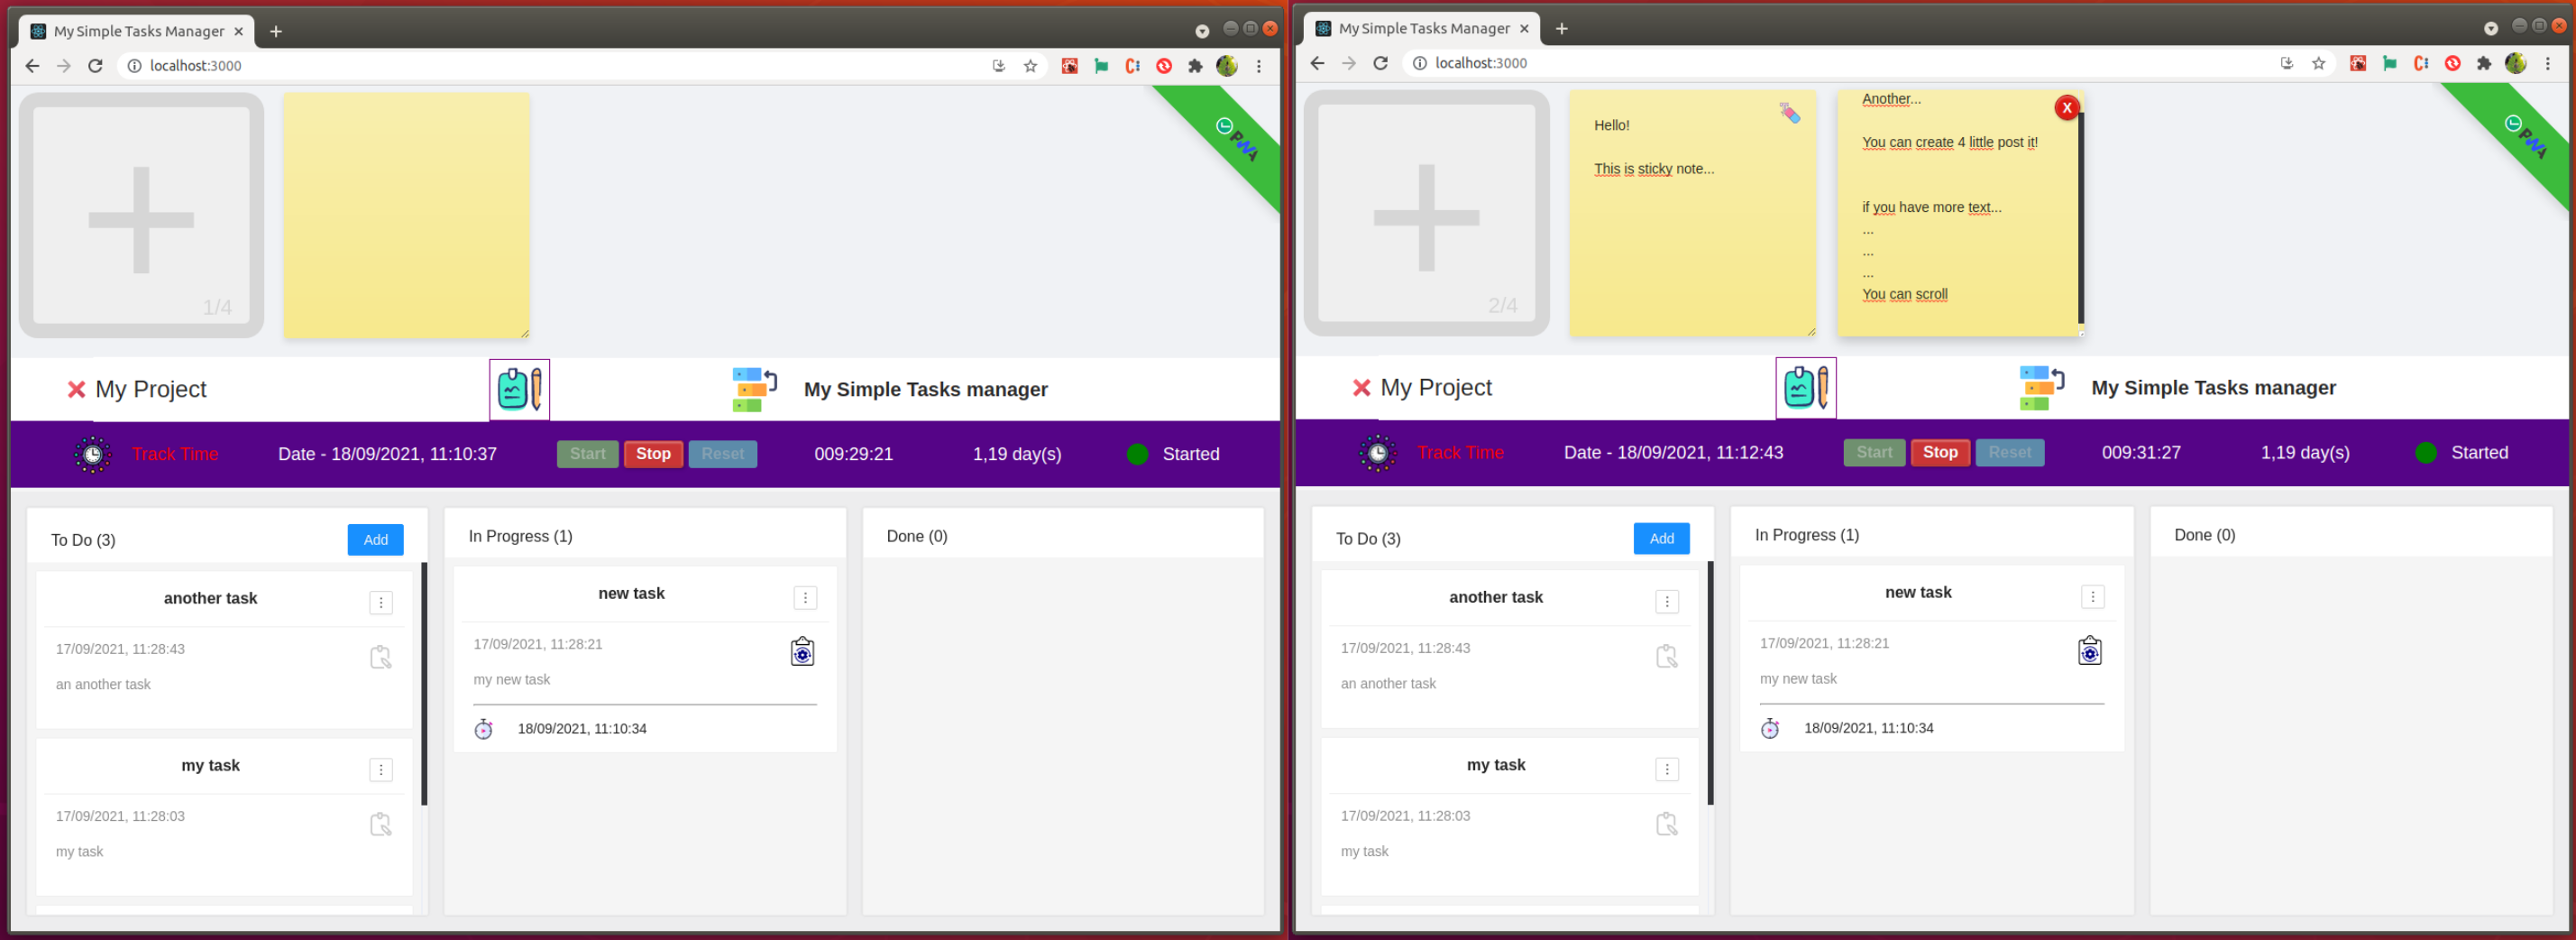 My Simple Tasks Manager
localhost:3000
1/4
PWA
My Project
My Simple Tasks manager
Track Time
Date - 18/09/2021, 11:10:37
Start
Stop
Reset
009:29:21
1,19 day(s)
Started
To Do (3)
Add
another task
17/09/2021, 11:28:43
an another task
my task
17/09/2021, 11:28:03
my task
In Progress (1)
new task
17/09/2021, 11:28:21
my new task
18/09/2021, 11:10:34
Done (0)
My Simple Tasks Manager
localhost:3000
2/4
Hello!
This is sticky note...
Another...
You can create 4 little post it!
if you have more text...
...
...
...
You can scroll
X
PWA
My Project
My Simple Tasks manager
Track Time
Date - 18/09/2021, 11:12:43
Start
Stop
Reset
009:31:27
1,19 day(s)
Started
To Do (3)
Add
another task
17/09/2021, 11:28:43
an another task
my task
17/09/2021, 11:28:03
my task
In Progress (1)
new task
17/09/2021, 11:28:21
my new task
18/09/2021, 11:10:34
Done (0)